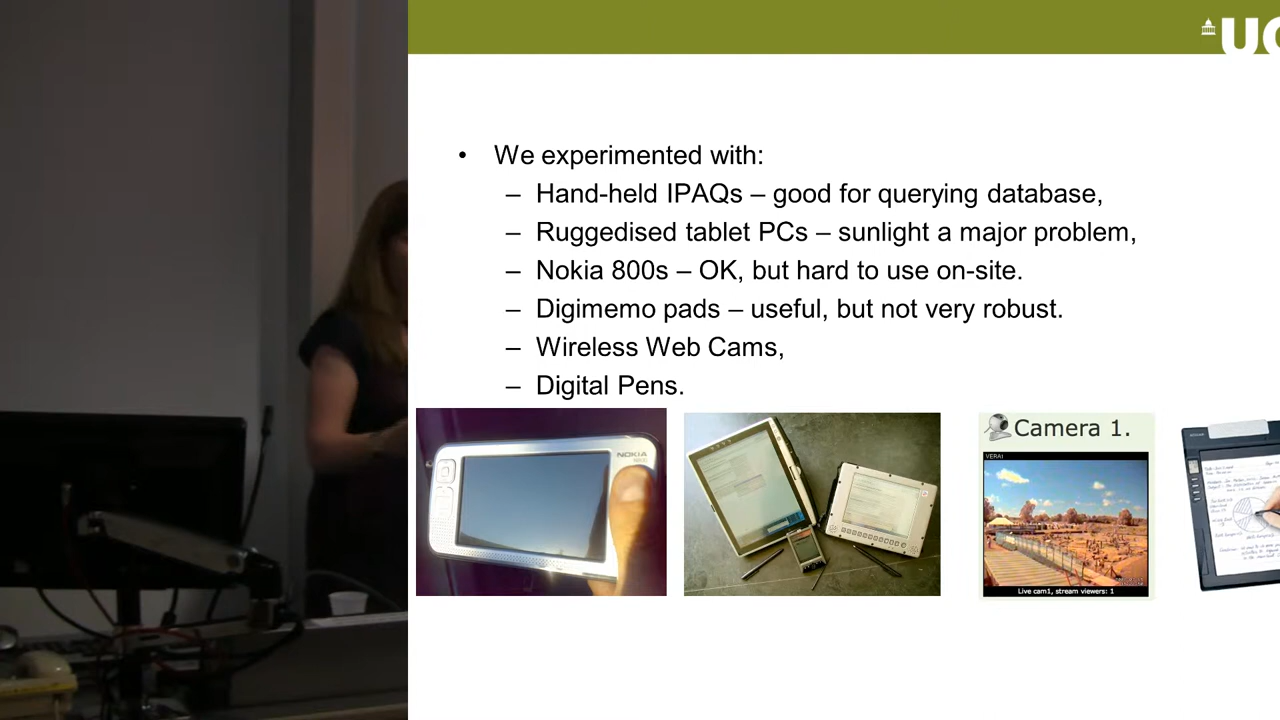 • We experimented with:
– Hand-held IPAQs – good for querying database,
– Ruggedised tablet PCs – sunlight a major problem,
– Nokia 800s – OK, but hard to use on-site.
– Digimemo pads – useful, but not very robust.
– Wireless Web Cams,
– Digital Pens.
NOKIA
Camera 1.
VERA!
Live cam1, stream viewers: 1